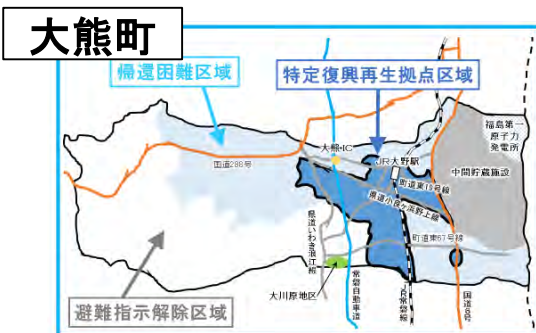 大熊町
帰還困難区域
特定復興再生拠点区域
福島第一
原子力
発電所
大熊IC
JR大野駅
国道288号
中間貯蔵施設
町道東19号線
県道小良ヶ浜野上線
県道いわき浪江線
町道東67号線
大川原地区
常磐自動車道
JR常磐線
国道6号
避難指示解除区域